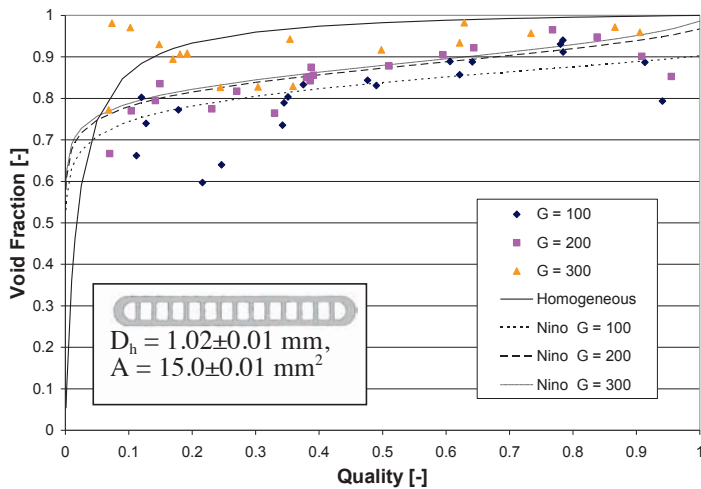 1
0.9
0.8
0.7
0.6
0.5
0.4
0.3
0.2
0.1
0
Void Fraction [-]
G = 100
G = 200
G = 300
Homogeneous
Nino G = 100
Nino G = 200
Nino G = 300
Dₕ = 1.02±0.01 mm,
A = 15.0±0.01 mm²
0 0.1 0.2 0.3 0.4 0.5 0.6 0.7 0.8 0.9 1
Quality [-]